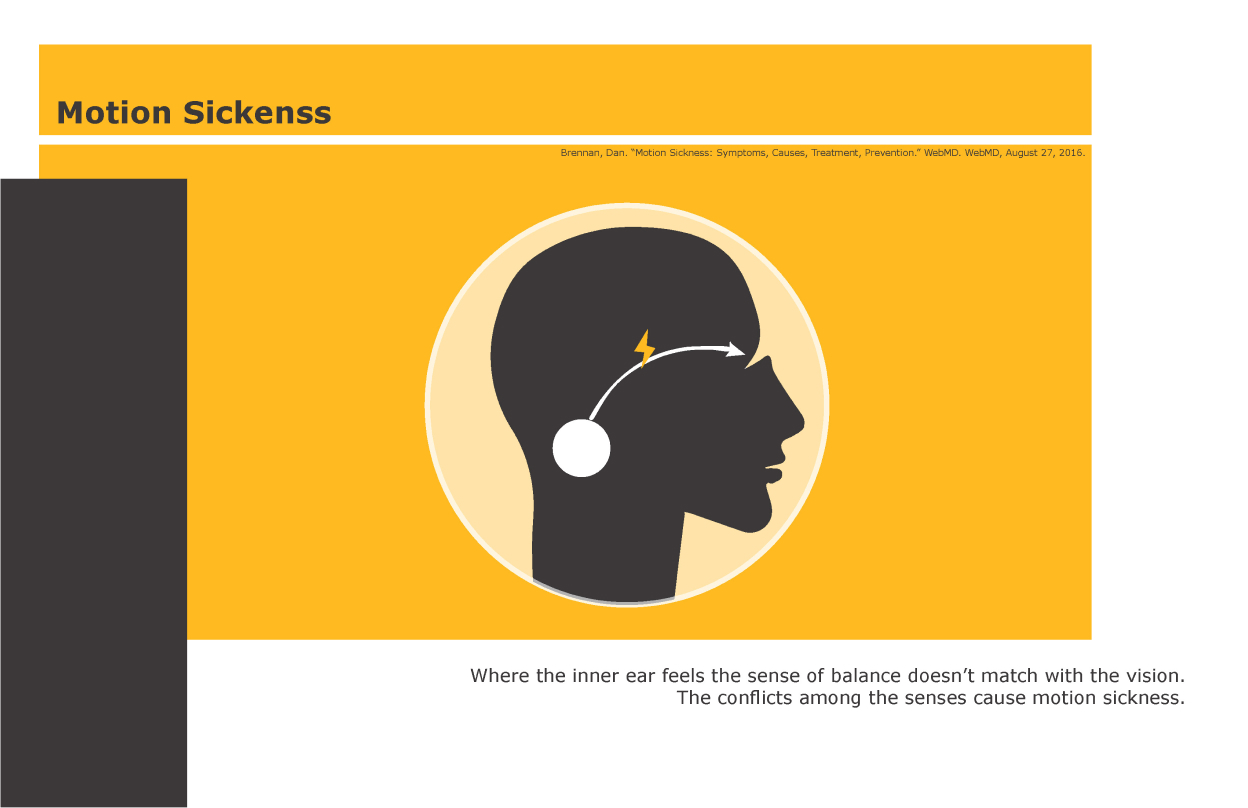 Motion Sickenss
Brennan, Dan. “Motion Sickness: Symptoms, Causes, Treatment, Prevention.” WebMD. WebMD, August 27, 2016.
Where the inner ear feels the sense of balance doesn’t match with the vision.
The conflicts among the senses cause motion sickness.